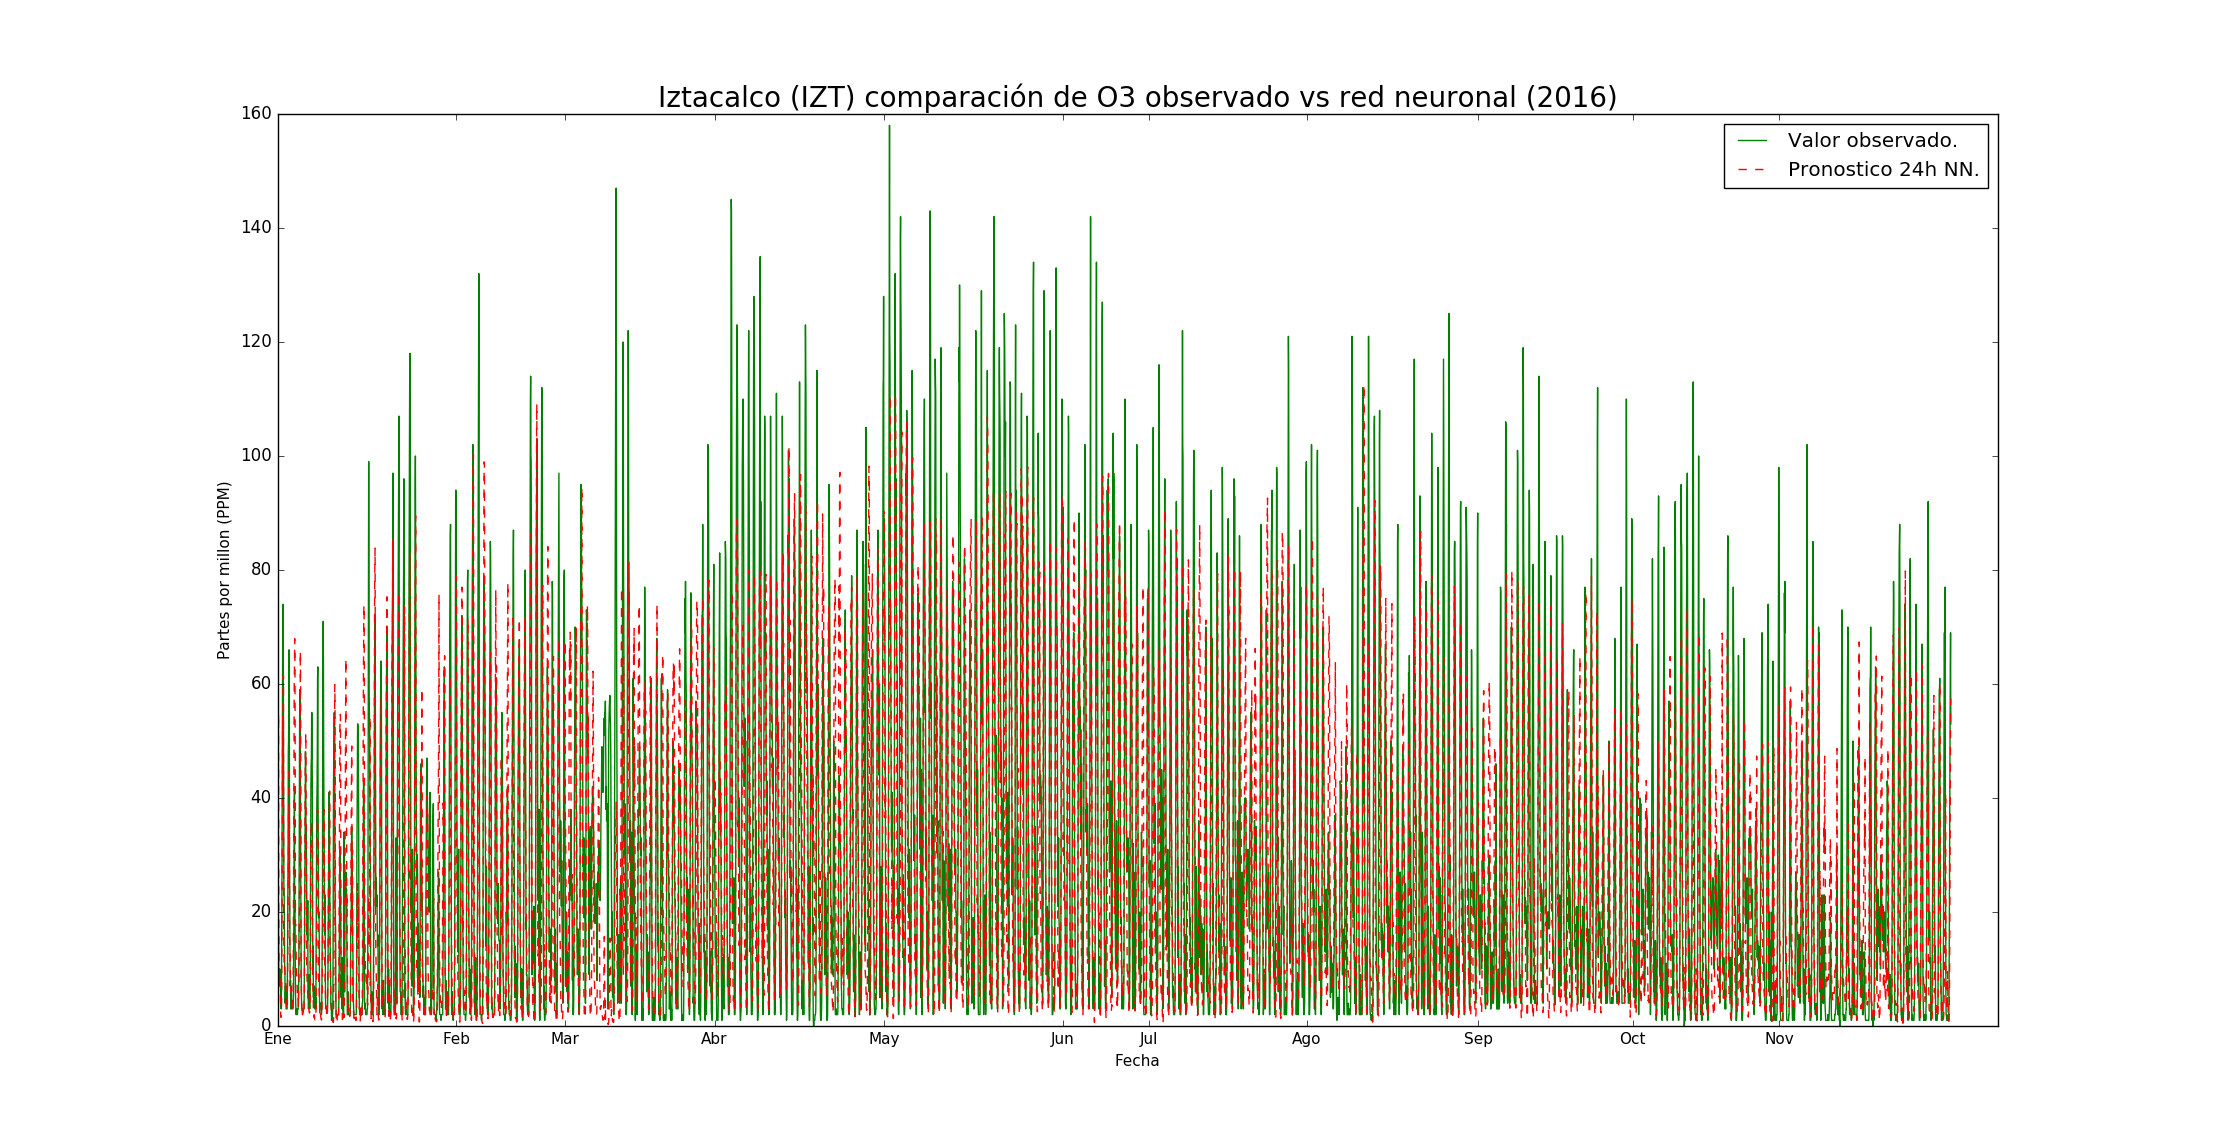 Iztacalco (IZT) comparación de O3 observado vs red neuronal (2016)
Valor observado.
Pronostico 24h NN.
160
140
120
100
80
60
40
20
0
Partes por millon (PPM)
Ene Feb Mar Abr May Jun Jul Ago Sep Oct Nov
Fecha